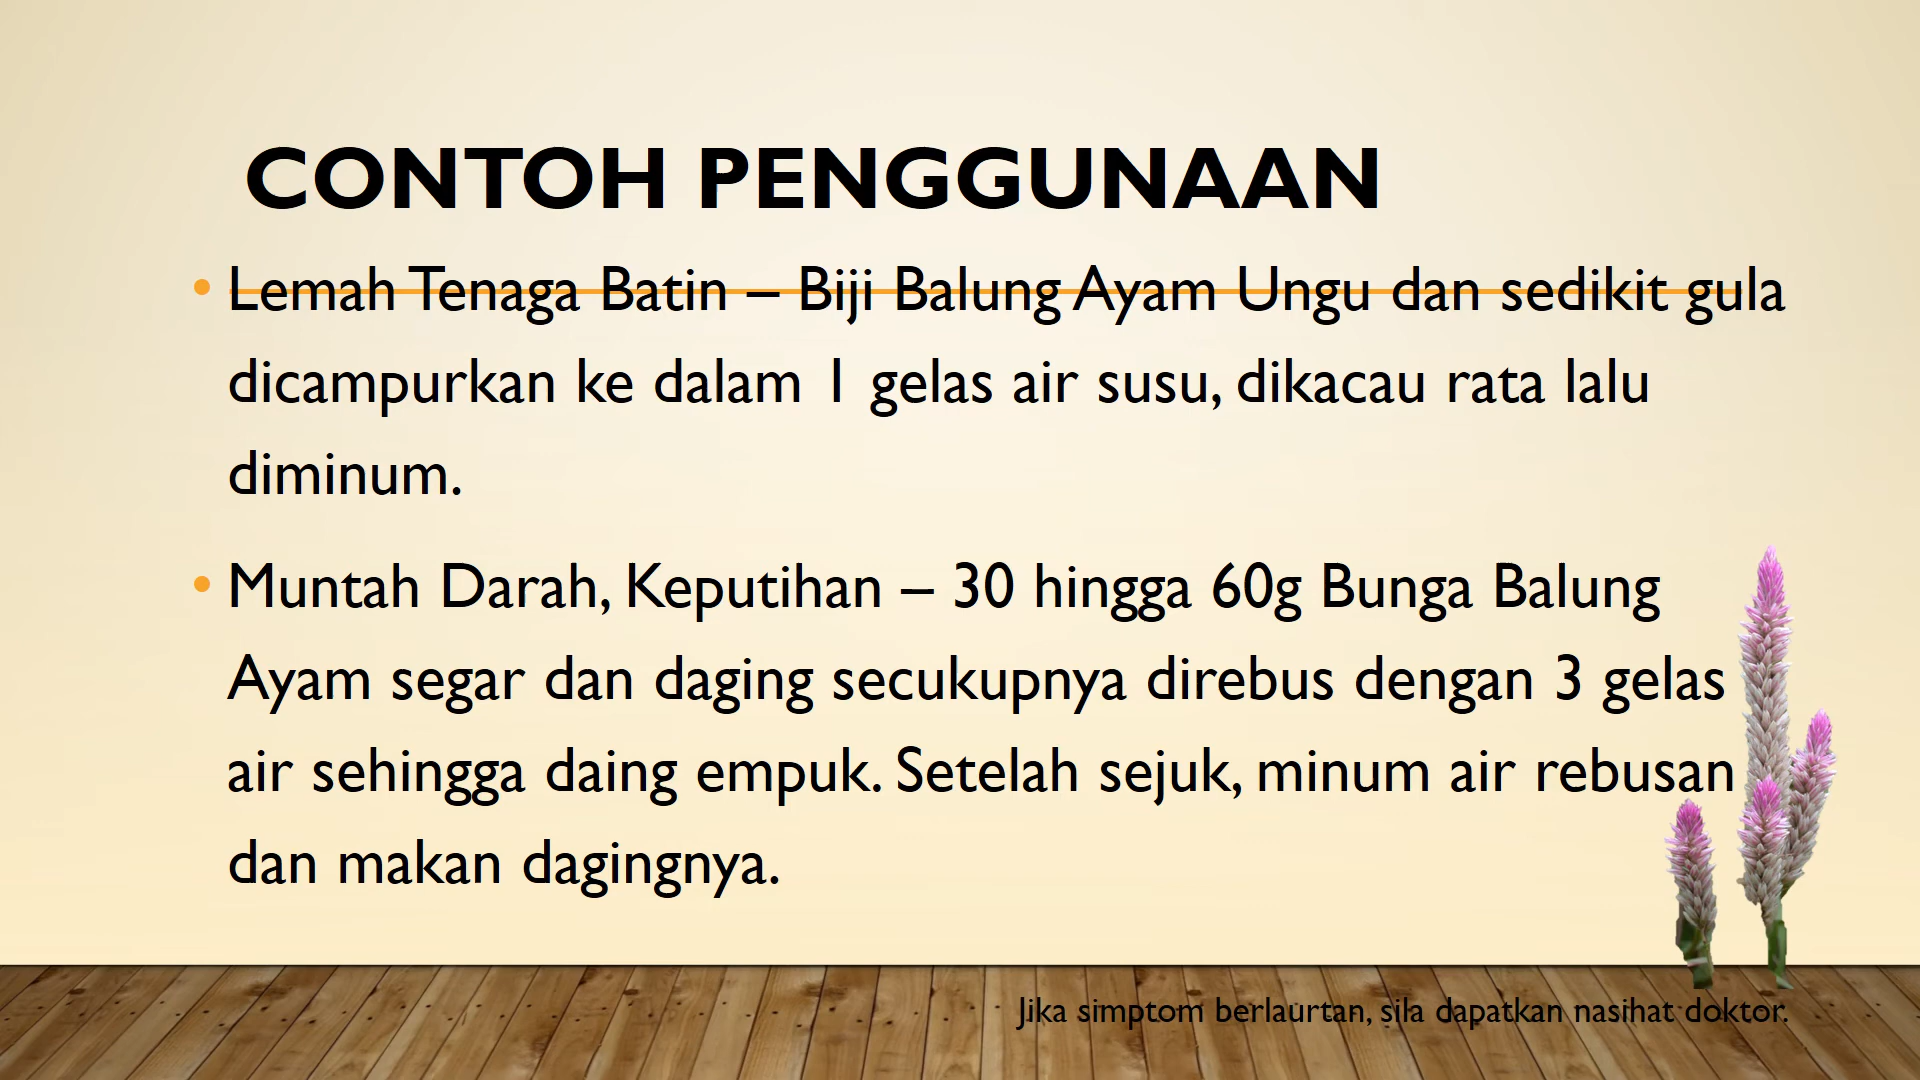 CONTOH PENGGUNAAN
• Lemah Tenaga Batin – Biji Balung Ayam Ungu dan sedikit gula
dicampurkan ke dalam 1 gelas air susu, dikacau rata lalu
diminum.
• Muntah Darah, Keputihan – 30 hingga 60g Bunga Balung
Ayam segar dan daging secukupnya direbus dengan 3 gelas
air sehingga daing empuk. Setelah sejuk, minum air rebusan
dan makan dagingnya.
Jika simptom berlaurtan, sila dapatkan nasihat doktor.